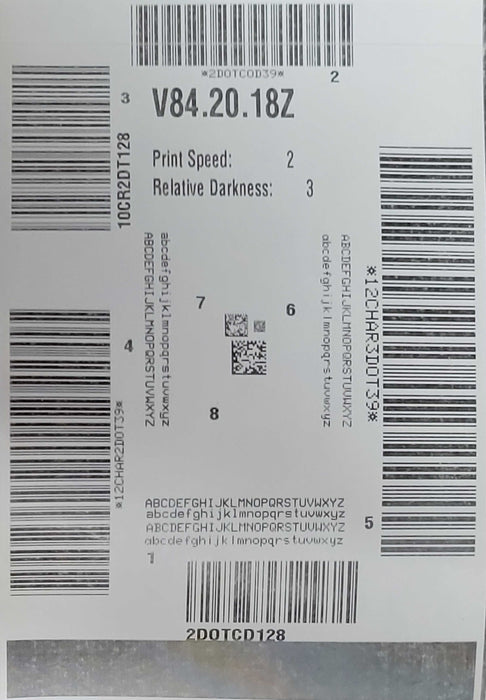 *2DOTCOD39*
2
3
V84.20.18Z
10CR2DT128
Print Speed: 2
Relative Darkness: 3
ABCDEFGHIJKLMNOPQRSTUVWXYZ
abcdefghijklmnopqrstuvwxyz
abcdefghijklmnopqrstuvwxyz
ABCDEFGHIJKLMNOPQRSTUVWXYZ
*12CHAR3DOT39*
7
6
4
8
*12CHAR2DOT39*
ABCDEFGHIJKLMNOPQRSTUVWXYZ
abcdefghijklmnopqrstuvwxyz
ABCDEFGHIJKLMNOPQRSTUVWXYZ
abcdefghijklmnopqrstuvwxyz
5
1
2DOTCD128